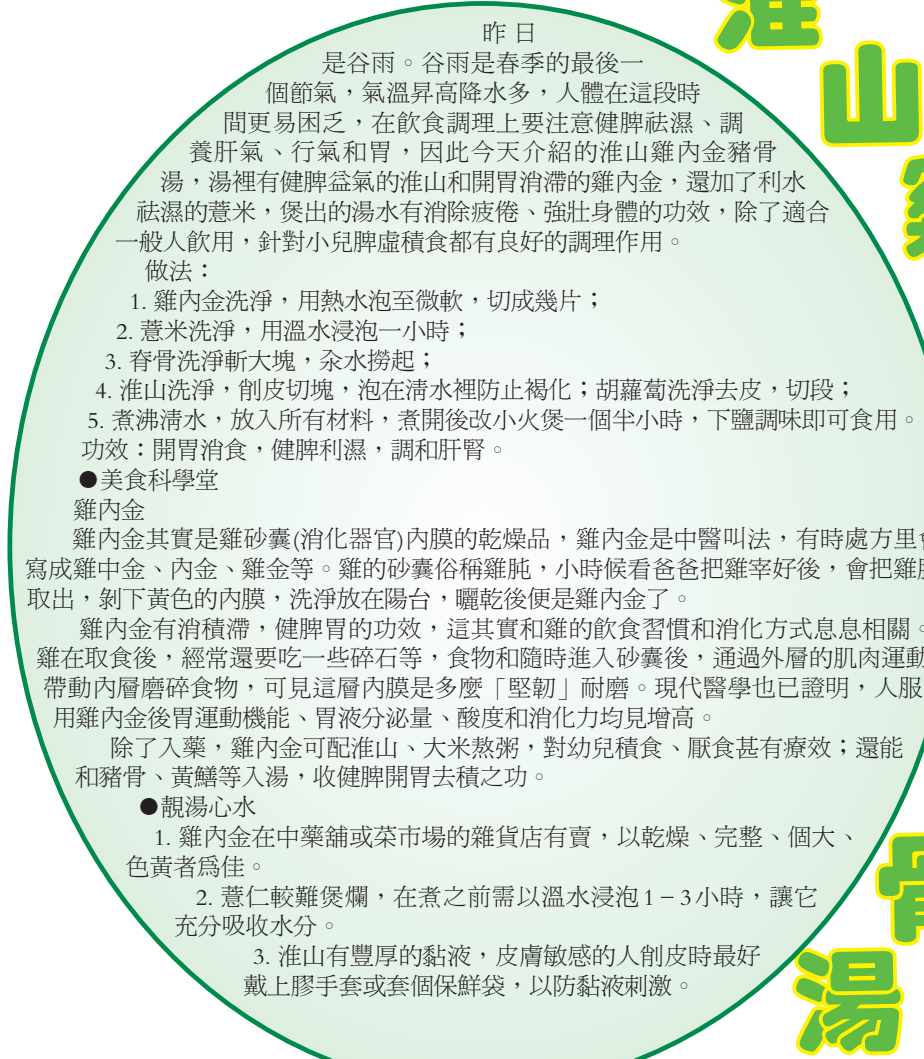 淮
山
雞
骨
湯
昨日
是谷雨。谷雨是春季的最後一
個節氣，氣溫昇高降水多，人體在這段時
間更易困乏，在飲食調理上要注意健脾祛濕、調
養肝氣、行氣和胃，因此今天介紹的淮山雞內金豬骨
湯，湯裡有健脾益氣的淮山和開胃消滯的雞內金，還加了利水
祛濕的薏米，煲出的湯水有消除疲倦、強壯身體的功效，除了適合
一般人飲用，針對小兒脾虛積食都有良好的調理作用。
做法：
1. 雞內金洗淨，用熱水泡至微軟，切成幾片；
2. 薏米洗淨，用溫水浸泡一小時；
3. 脊骨洗淨斬大塊，汆水撈起；
4. 淮山洗淨，削皮切塊，泡在清水裡防止褐化；胡蘿蔔洗淨去皮，切段；
5. 煮沸清水，放入所有材料，煮開後改小火煲一個半小時，下鹽調味即可食用。
功效：開胃消食，健脾利濕，調和肝腎。
●美食科學堂
雞內金
雞內金其實是雞砂囊(消化器官)內膜的乾燥品，雞內金是中醫叫法，有時處方里會
寫成雞中金、內金、雞金等。雞的砂囊俗稱雞肫，小時候看爸爸把雞宰好後，會把雞肫
取出，剝下黃色的內膜，洗淨放在陽台，曬乾後便是雞內金了。
雞內金有消積滯，健脾胃的功效，這其實和雞的飲食習慣和消化方式息息相關。
雞在取食後，經常還要吃一些碎石等，食物和隨時進入砂囊後，通過外層的肌肉運動
帶動內層磨碎食物，可見這層內膜是多麼「堅韌」耐磨。現代醫學也已證明，人服
用雞內金後胃運動機能、胃液分泌量、酸度和消化力均見增高。
除了入藥，雞內金可配淮山、大米熬粥，對幼兒積食、厭食甚有療效；還能
和豬骨、黃鱔等入湯，收健脾開胃去積之功。
●靚湯心水
1. 雞內金在中藥舖或菜市場的雜貨店有賣，以乾燥、完整、個大、
色黃者為佳。
2. 薏仁較難煲爛，在煮之前需以溫水浸泡1－3小時，讓它
充分吸收水分。
3. 淮山有豐厚的黏液，皮膚敏感的人削皮時最好
戴上膠手套或套個保鮮袋，以防黏液刺激。